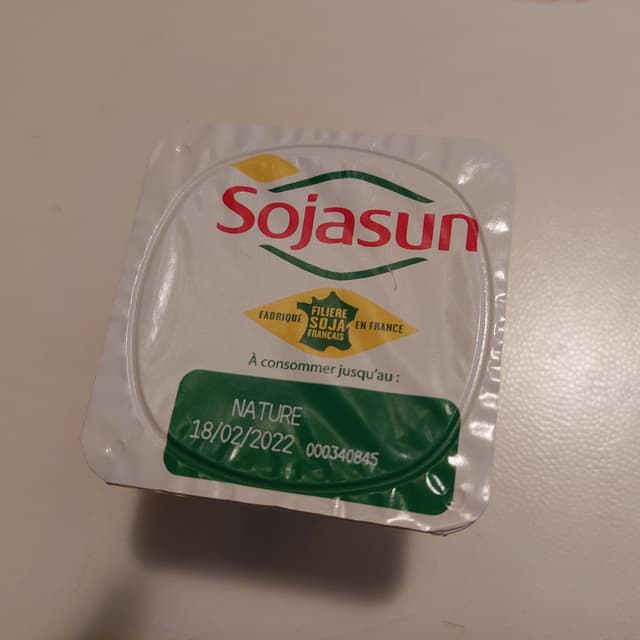 Sojasun
FABRIQUÉ FILIERE SOJA FRANÇAIS EN FRANCE
À consommer jusqu'au :
NATURE
18/02/2022 000340845